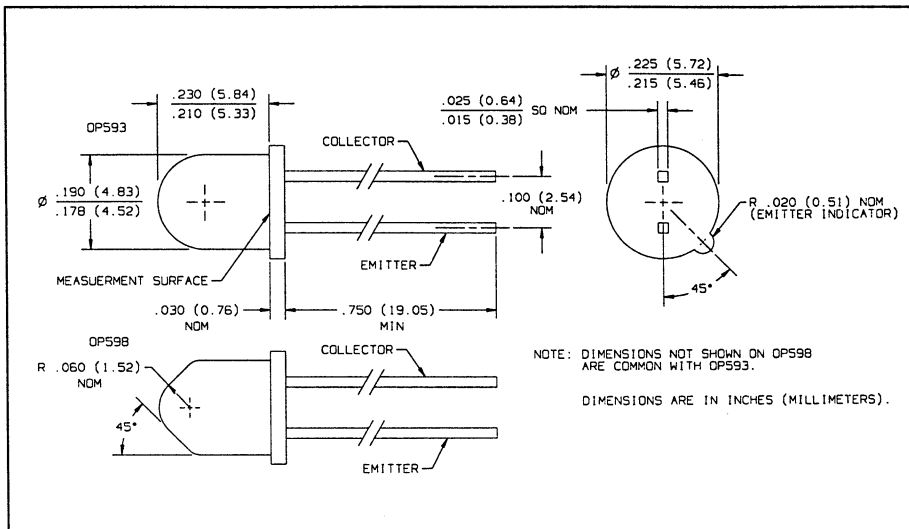 .230 (5.84)
.210 (5.33)
OP593
COLLECTOR
Ø .190 (4.83)
.178 (4.52)
.100 (2.54)
NOM
MEASUERMENT SURFACE
EMITTER
.030 (0.76)
NOM
.750 (19.05)
MIN
Ø .225 (5.72)
.215 (5.46)
.025 (0.64)
.015 (0.38)
SQ NOM
R .020 (0.51) NOM
(EMITTER INDICATOR)
45°
OP598
R .060 (1.52)
NOM
45°
COLLECTOR
EMITTER
NOTE: DIMENSIONS NOT SHOWN ON OP598
ARE COMMON WITH OP593.
DIMENSIONS ARE IN INCHES (MILLIMETERS).